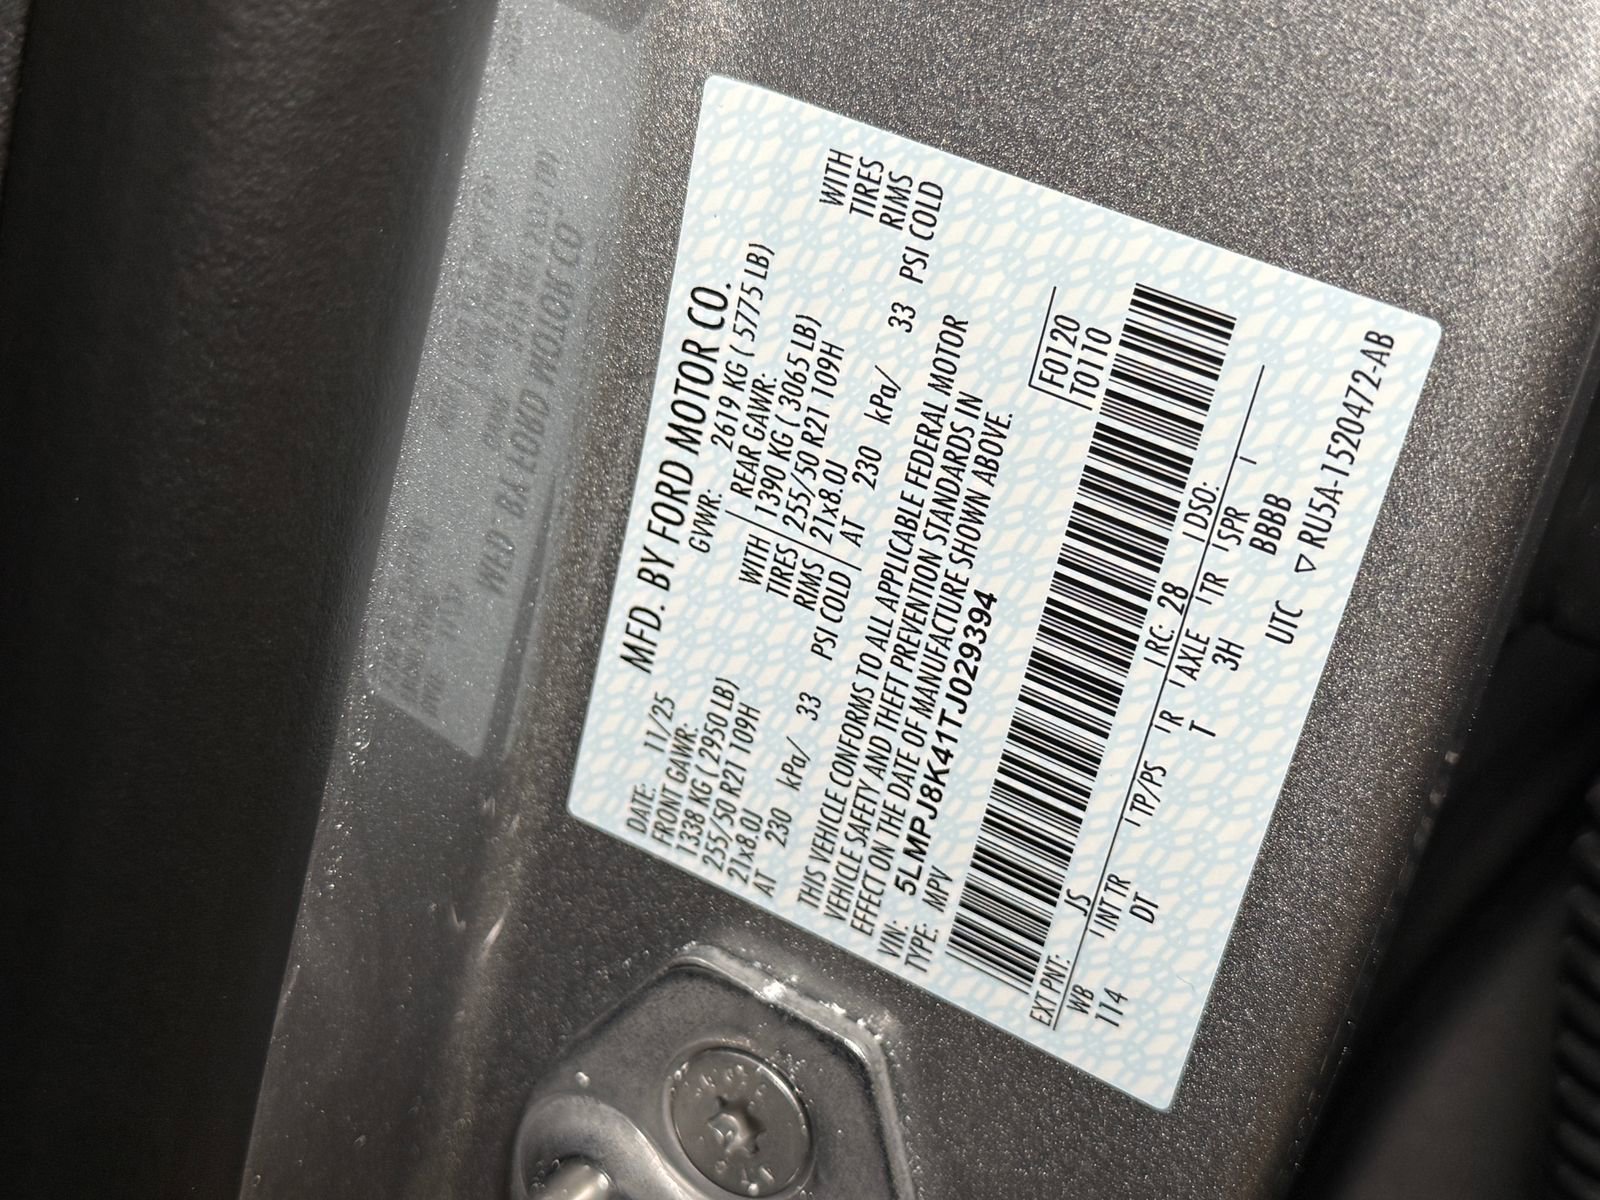 MFD. BY FORD MOTOR CO.
DATE: 11/25 GVWR: 2619 KG ( 5775 LB)
FRONT GAWR: REAR GAWR:
1338 KG ( 2950 LB) WITH 1390 KG ( 3065 LB) WITH
255/50 R21 109H TIRES 255/50 R21 109H TIRES
21x8.0J RIMS 21x8.0J RIMS
AT 230 kPa/ 33 PSI COLD AT 230 kPa/ 33 PSI COLD
THIS VEHICLE CONFORMS TO ALL APPLICABLE FEDERAL MOTOR
VEHICLE SAFETY AND THEFT PREVENTION STANDARDS IN
EFFECT ON THE DATE OF MANUFACTURE SHOWN ABOVE.
VIN: 5LMPJ8K41TJ029394
TYPE: MPV
F0120
T0110
EXT PNT: JS RC: 28 DSO:
WB INT TR TP/PS R AXLE TR SPR
114 DT T 3H BBBB
UTC ▽ RU5A-1520472-AB